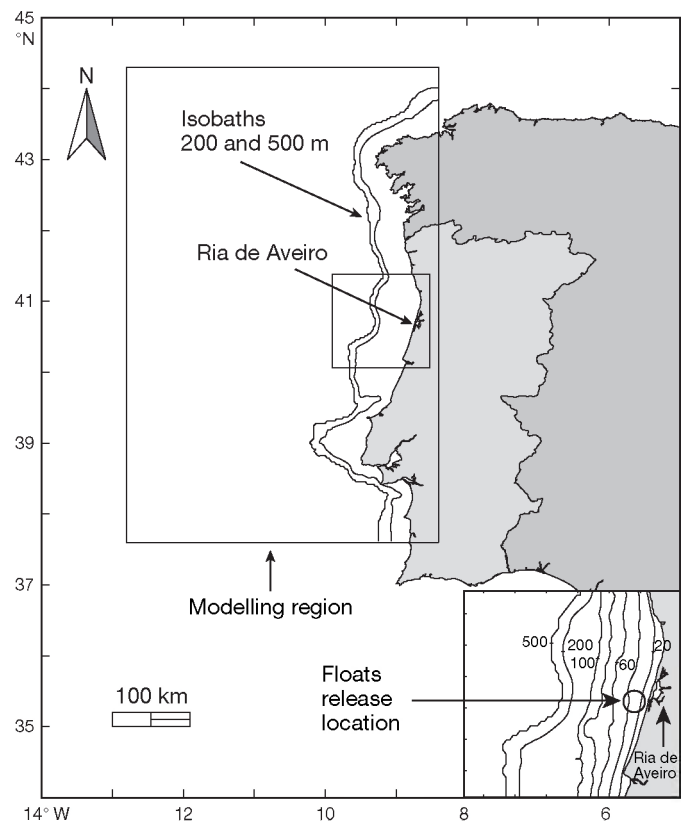 45
°N
N
Isobaths
200 and 500 m
43
Ria de Aveiro
41
39
37
Modelling region
500
200
100
60
20
Floats
release
location
100 km
Ria de
Aveiro
35
14° W
12
10
8
6